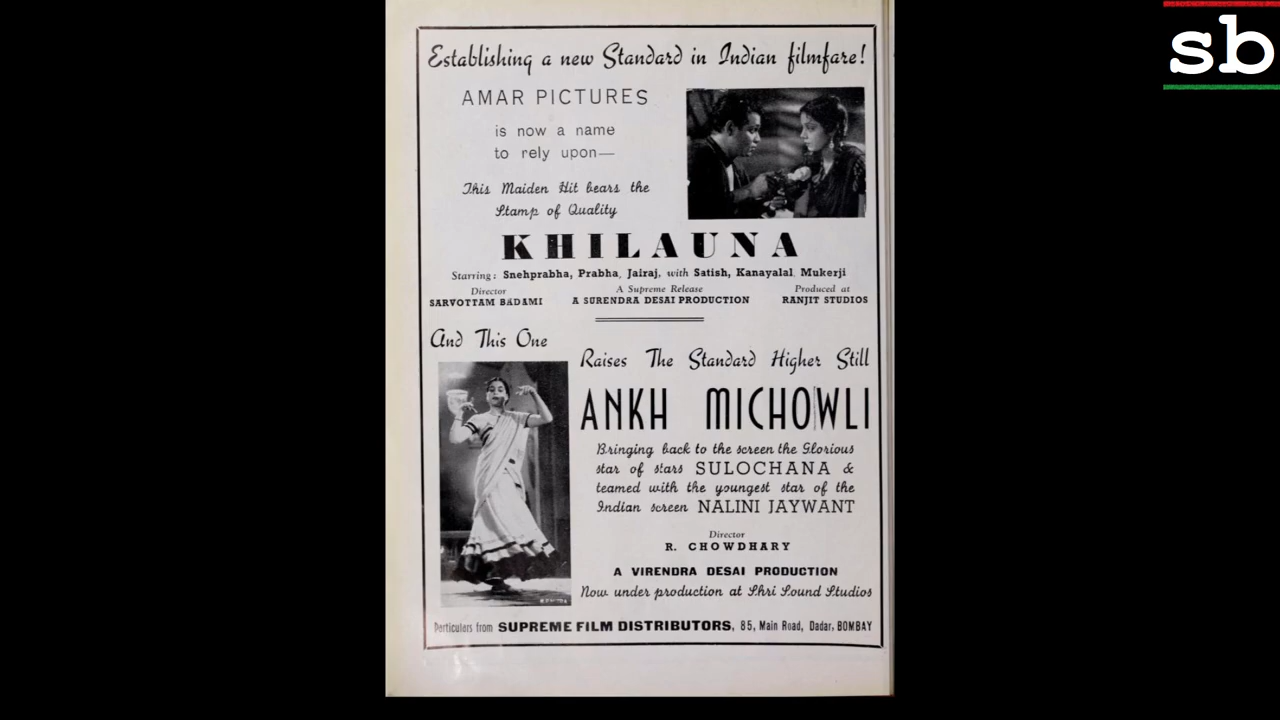 sb
Establishing a new Standard in Indian filmfare!
AMAR PICTURES
is now a name
to rely upon—
This Maiden Hit bears the
Stamp of Quality
KHILAUNA
Starring: Snehprabha, Prabha, Jairaj, with Satish, Kanayalal, Mukerji
Director
SARVOTTAM BADAMI
A Supreme Release
A SURENDRA DESAI PRODUCTION
Produced at
RANJIT STUDIOS
And This One
Raises The Standard Higher Still
ANKH MICHOWLI
Bringing back to the screen the Glorious
star of stars SULOCHANA &
teamed with the youngest star of the
Indian screen NALINI JAYWANT
Director
R. CHOWDHARY
A VIRENDRA DESAI PRODUCTION
Now under production at Shri Sound Studios
Particulars from SUPREME FILM DISTRIBUTORS, 85, Main Road, Dadar, BOMBAY